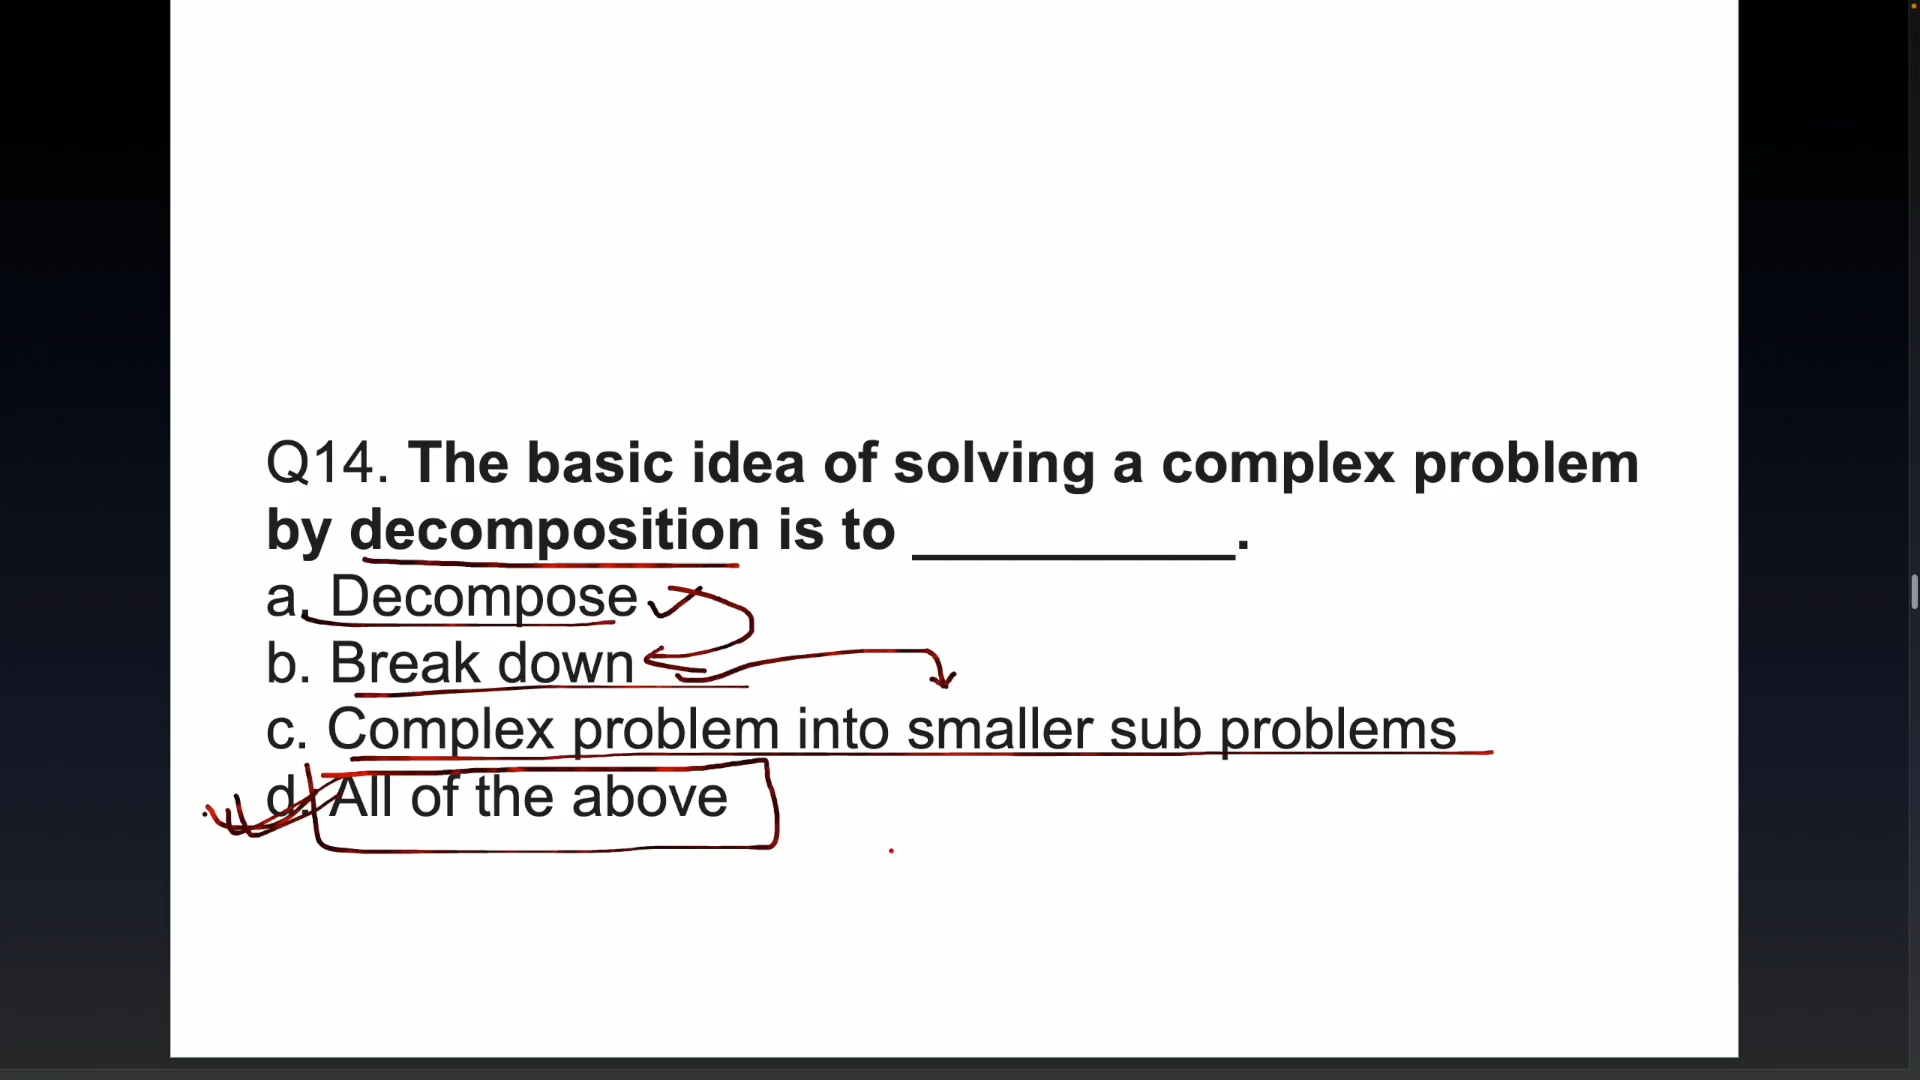 Q14. The basic idea of solving a complex problem
by decomposition is to ___________.
a. Decompose
b. Break down
c. Complex problem into smaller sub problems
d. All of the above